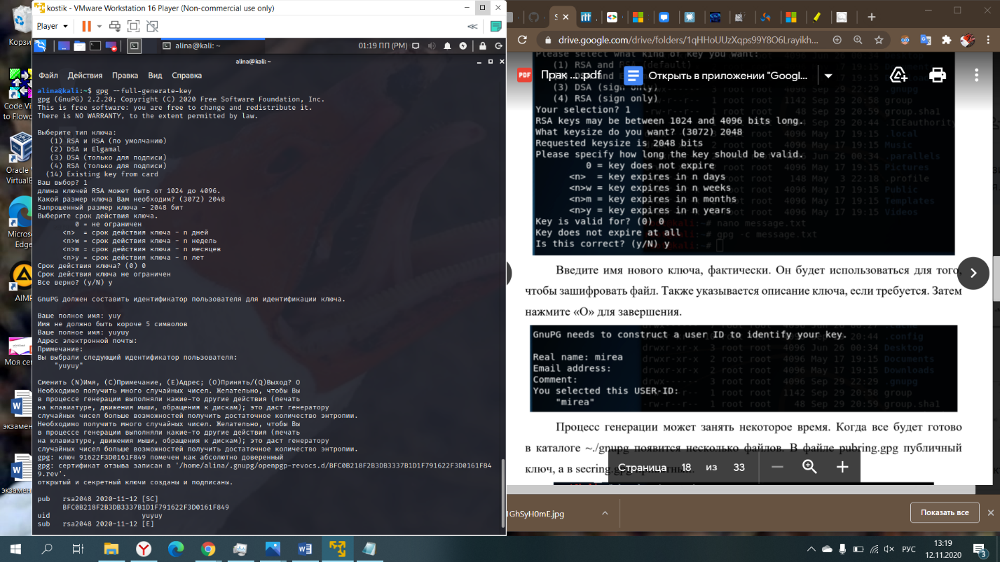 kostik - VMware Workstation 16 Player (Non-commercial use only)
Player
alina@kali: ~
01:19 ПП (PM)
alina@kali: ~
Файл Действия Правка Вид Справка
alina@kali:~$ gpg --full-generate-key
gpg (GnuPG) 2.2.20; Copyright (C) 2020 Free Software Foundation, Inc.
This is free software: you are free to change and redistribute it.
There is NO WARRANTY, to the extent permitted by law.
Выберите тип ключа:
(1) RSA и RSA (по умолчанию)
(2) DSA и Elgamal
(3) DSA (только для подписи)
(4) RSA (только для подписи)
(14) Existing key from card
Ваш выбор? 1
длина ключей RSA может быть от 1024 до 4096.
Какой размер ключа Вам необходим? (3072) 2048
Запрошенный размер ключа - 2048 бит
Выберите срок действия ключа.
0 = не ограничен
<n> = срок действия ключа - n дней
<n>w = срок действия ключа - n недель
<n>m = срок действия ключа - n месяцев
<n>y = срок действия ключа - n лет
Срок действия ключа? (0) 0
Срок действия ключа не ограничен
Все верно? (y/N) y
GnuPG должен составить идентификатор пользователя для идентификации ключа.
Ваше полное имя: yuy
Имя не должно быть короче 5 символов
Ваше полное имя: yuyuy
Адрес электронной почты:
Примечание:
Вы выбрали следующий идентификатор пользователя:
"yuyuy"
Сменить (N)Имя, (C)Примечание, (E)Адрес; (O)Принять/(Q)Выход? O
Необходимо получить много случайных чисел. Желательно, чтобы Вы
в процессе генерации выполняли какие-то другие действия (печать
на клавиатуре, движения мыши, обращения к дискам); это даст генератору
случайных чисел больше возможностей получить достаточное количество энтропии.
Необходимо получить много случайных чисел. Желательно, чтобы Вы
в процессе генерации выполняли какие-то другие действия (печать
на клавиатуре, движения мыши, обращения к дискам); это даст генератору
случайных чисел больше возможностей получить достаточное количество энтропии.
gpg: ключ 91622F3D0161F849 помечен как абсолютно доверенный
gpg: сертификат отзыва записан в '/home/alina/.gnupg/openpgp-revocs.d/BFC0B218F2B3DB3337B1D1F791622F3D0161F84
9.rev'.
открытый и секретный ключи созданы и подписаны.
pub rsa2048 2020-11-12 [SC]
BFC0B218F2B3DB3337B1D1F791622F3D0161F849
uid yuyuy
sub rsa2048 2020-11-12 [E]
Корзи
Code Vi
to Flowc
Oracle V
VirtualB
Micros
Edge
AIMP
Моя се
экзамен
экзамен
drive.google.com/drive/folders/1qHHoUUzXqps99Y8O6Lrayikh...
PDF Прак ... .pdf
Открыть в приложении "Googl...
Please select what kind of key you want:
(1) RSA and RSA (default)
(3) DSA (sign only)
(4) RSA (sign only)
Your selection? 1
RSA keys may be between 1024 and 4096 bits long.
What keysize do you want? (3072) 2048
Requested keysize is 2048 bits
Please specify how long the key should be valid.
0 = key does not expire
<n> = key expires in n days
<n>w = key expires in n weeks
<n>m = key expires in n months
<n>y = key expires in n years
Key is valid for? (0) 0
Key does not expire at all
Is this correct? (y/N) y
Введите имя нового ключа, фактически. Он будет использоваться для того,
чтобы зашифровать файл. Также указывается описание ключа, если требуется. Затем
нажмите «О» для завершения.
GnuPG needs to construct a user ID to identify your key.
Real name: mirea
Email address:
Comment:
You selected this USER-ID:
"mirea"
Процесс генерации может занять некоторое время. Когда все будет готово
в каталоге ~./gnupg появится несколько файлов. В файле pubring.gpg публичный
ключ, а в secring.gpg
Страница 18 из 33
1GhSyH0mE.jpg
Показать все
РУС
13:19
12.11.2020
3